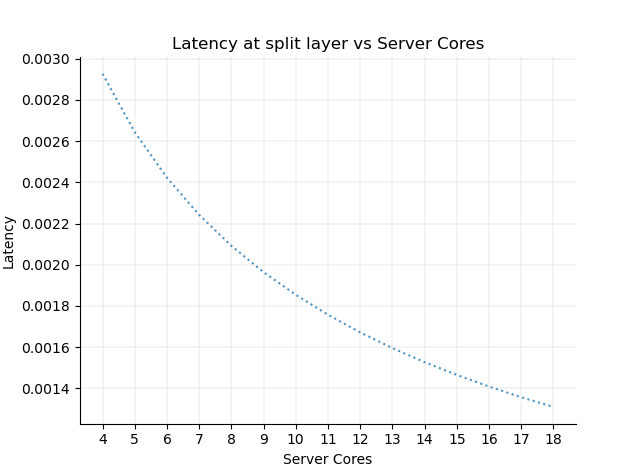 Latency at split layer vs Server Cores
0.0030
0.0028
0.0026
0.0024
0.0022
0.0020
0.0018
0.0016
0.0014
Latency
4 5 6 7 8 9 10 11 12 13 14 15 16 17 18
Server Cores